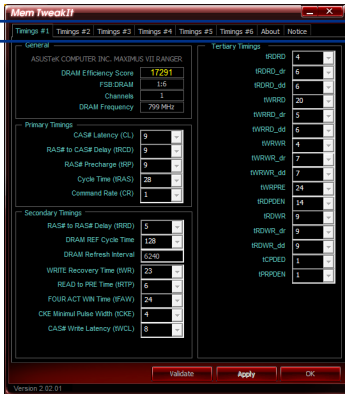 Mem TweakIt
Timings #1 Timings #2 Timings #3 Timings #4 Timings #5 Timings #6 About Notice
General
ASUSTeK COMPUTER INC. MAXIMUS VII RANGER
DRAM Efficiency Score 17291
FSB:DRAM 1:6
Channels 1
DRAM Frequency 799 MHz
Primary Timings
CAS# Latency (CL) 9
RAS# to CAS# Delay (tRCD) 9
RAS# Precharge (tRP) 9
Cycle Time (tRAS) 28
Command Rate (CR) 1
Secondary Timings
RAS# to RAS# Delay (tRRD) 5
DRAM REF Cycle Time 128
DRAM Refresh Interval 6240
WRITE Recovery Time (tWR) 23
READ to PRE Time (tRTP) 6
FOUR ACT WIN Time (tFAW) 24
CKE Minimul Pulse Width (tCKE) 4
CAS# Write Latency (tWCL) 8
Tertiary Timings
tRDRD 4
tRDRD_dr 6
tRDRD_dd 6
tWRRD 20
tWRRD_dr 5
tWRRD_dd 6
tWRWR 4
tWRWR_dr 7
tWRWR_dd 7
tWRPRE 24
tRDPDEN 14
tRDWR 9
tRDWR_dr 9
tRDWR_dd 9
tCPDED 1
tPRPDEN 1
Validate Apply OK
Version 2.02.01